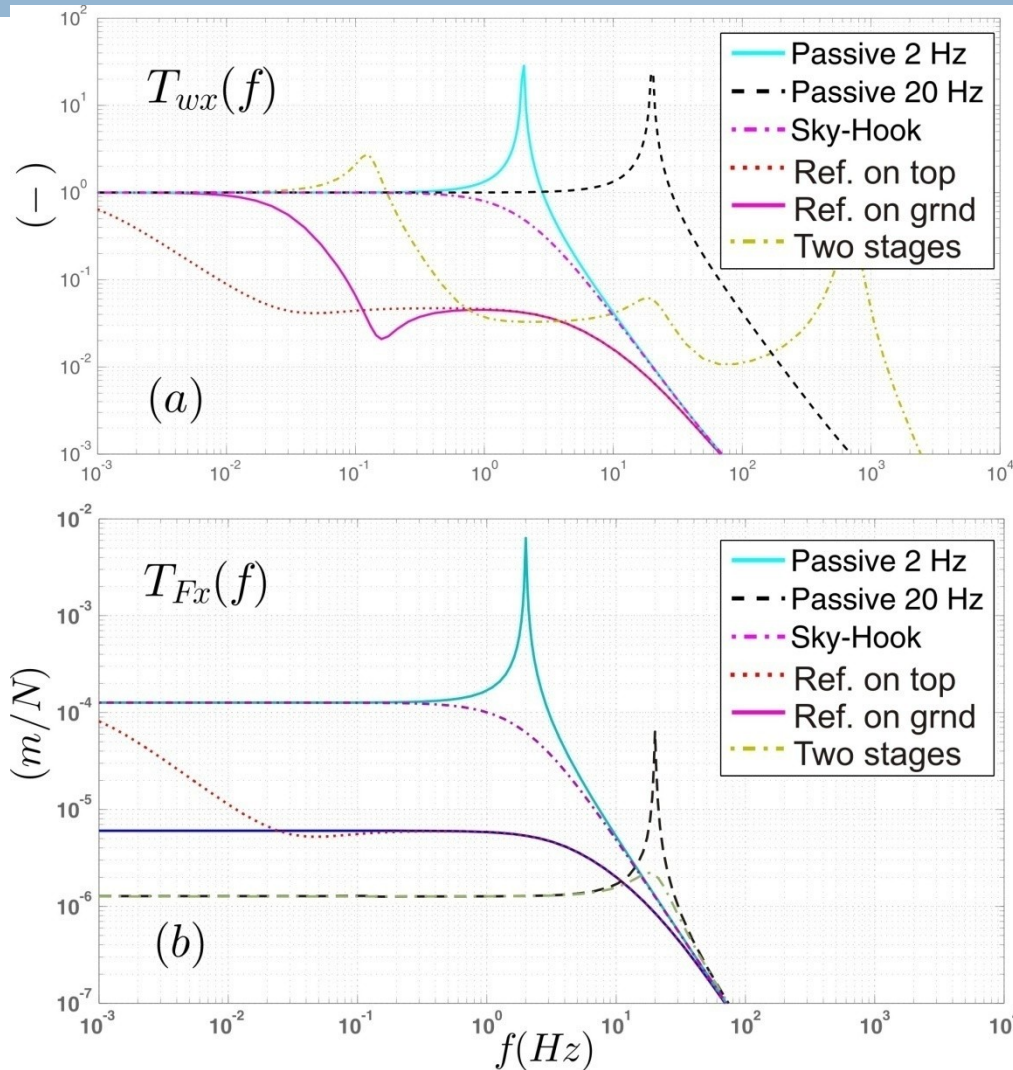 10^2
10^1
10^0
10^-1
10^-2
10^-3
(−)
T_wx(f)
(a)
Passive 2 Hz
Passive 20 Hz
Sky-Hook
Ref. on top
Ref. on grnd
Two stages
10^-3 10^-2 10^-1 10^0 10^1 10^2 10^3 10^4
10^-2
10^-3
10^-4
10^-5
10^-6
10^-7
(m/N)
T_Fx(f)
(b)
Passive 2 Hz
Passive 20 Hz
Sky-Hook
Ref. on top
Ref. on grnd
Two stages
10^-3 10^-2 10^-1 10^0 10^1 10^2 10^3 10
f(Hz)